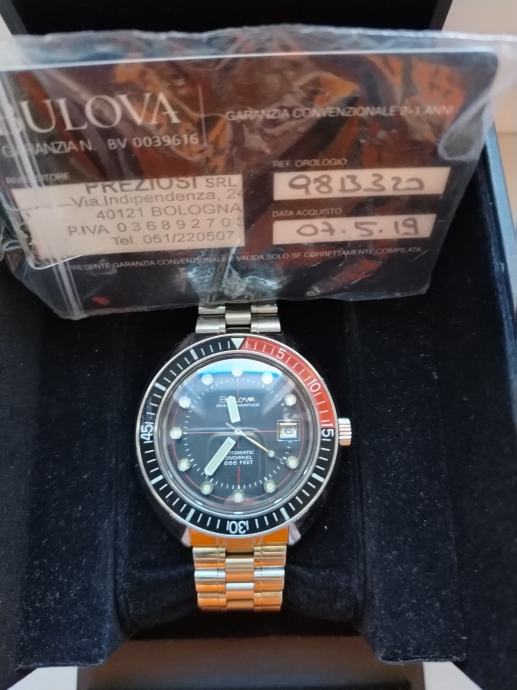 BULOVA
GARANZIA CONVENZIONALE 2+1 ANNI
GARANZIA N. BV 0039616
PREZIOSI SRL
Via Indipendenza, 24
40121 BOLOGNA
P.IVA 03689270
Tel. 051/220507
REF. OROLOGIO
98B320
DATA ACQUISTO
07.5.19
PRESENTE GARANZIA CONVENZIONALE È VALIDA SOLO SE CORRETTAMENTE COMPILATA
5
10
15
30
45
BULOVA
OCEANOGRAPHER
6
AUTOMATIC
SNORKEL
666 FEET